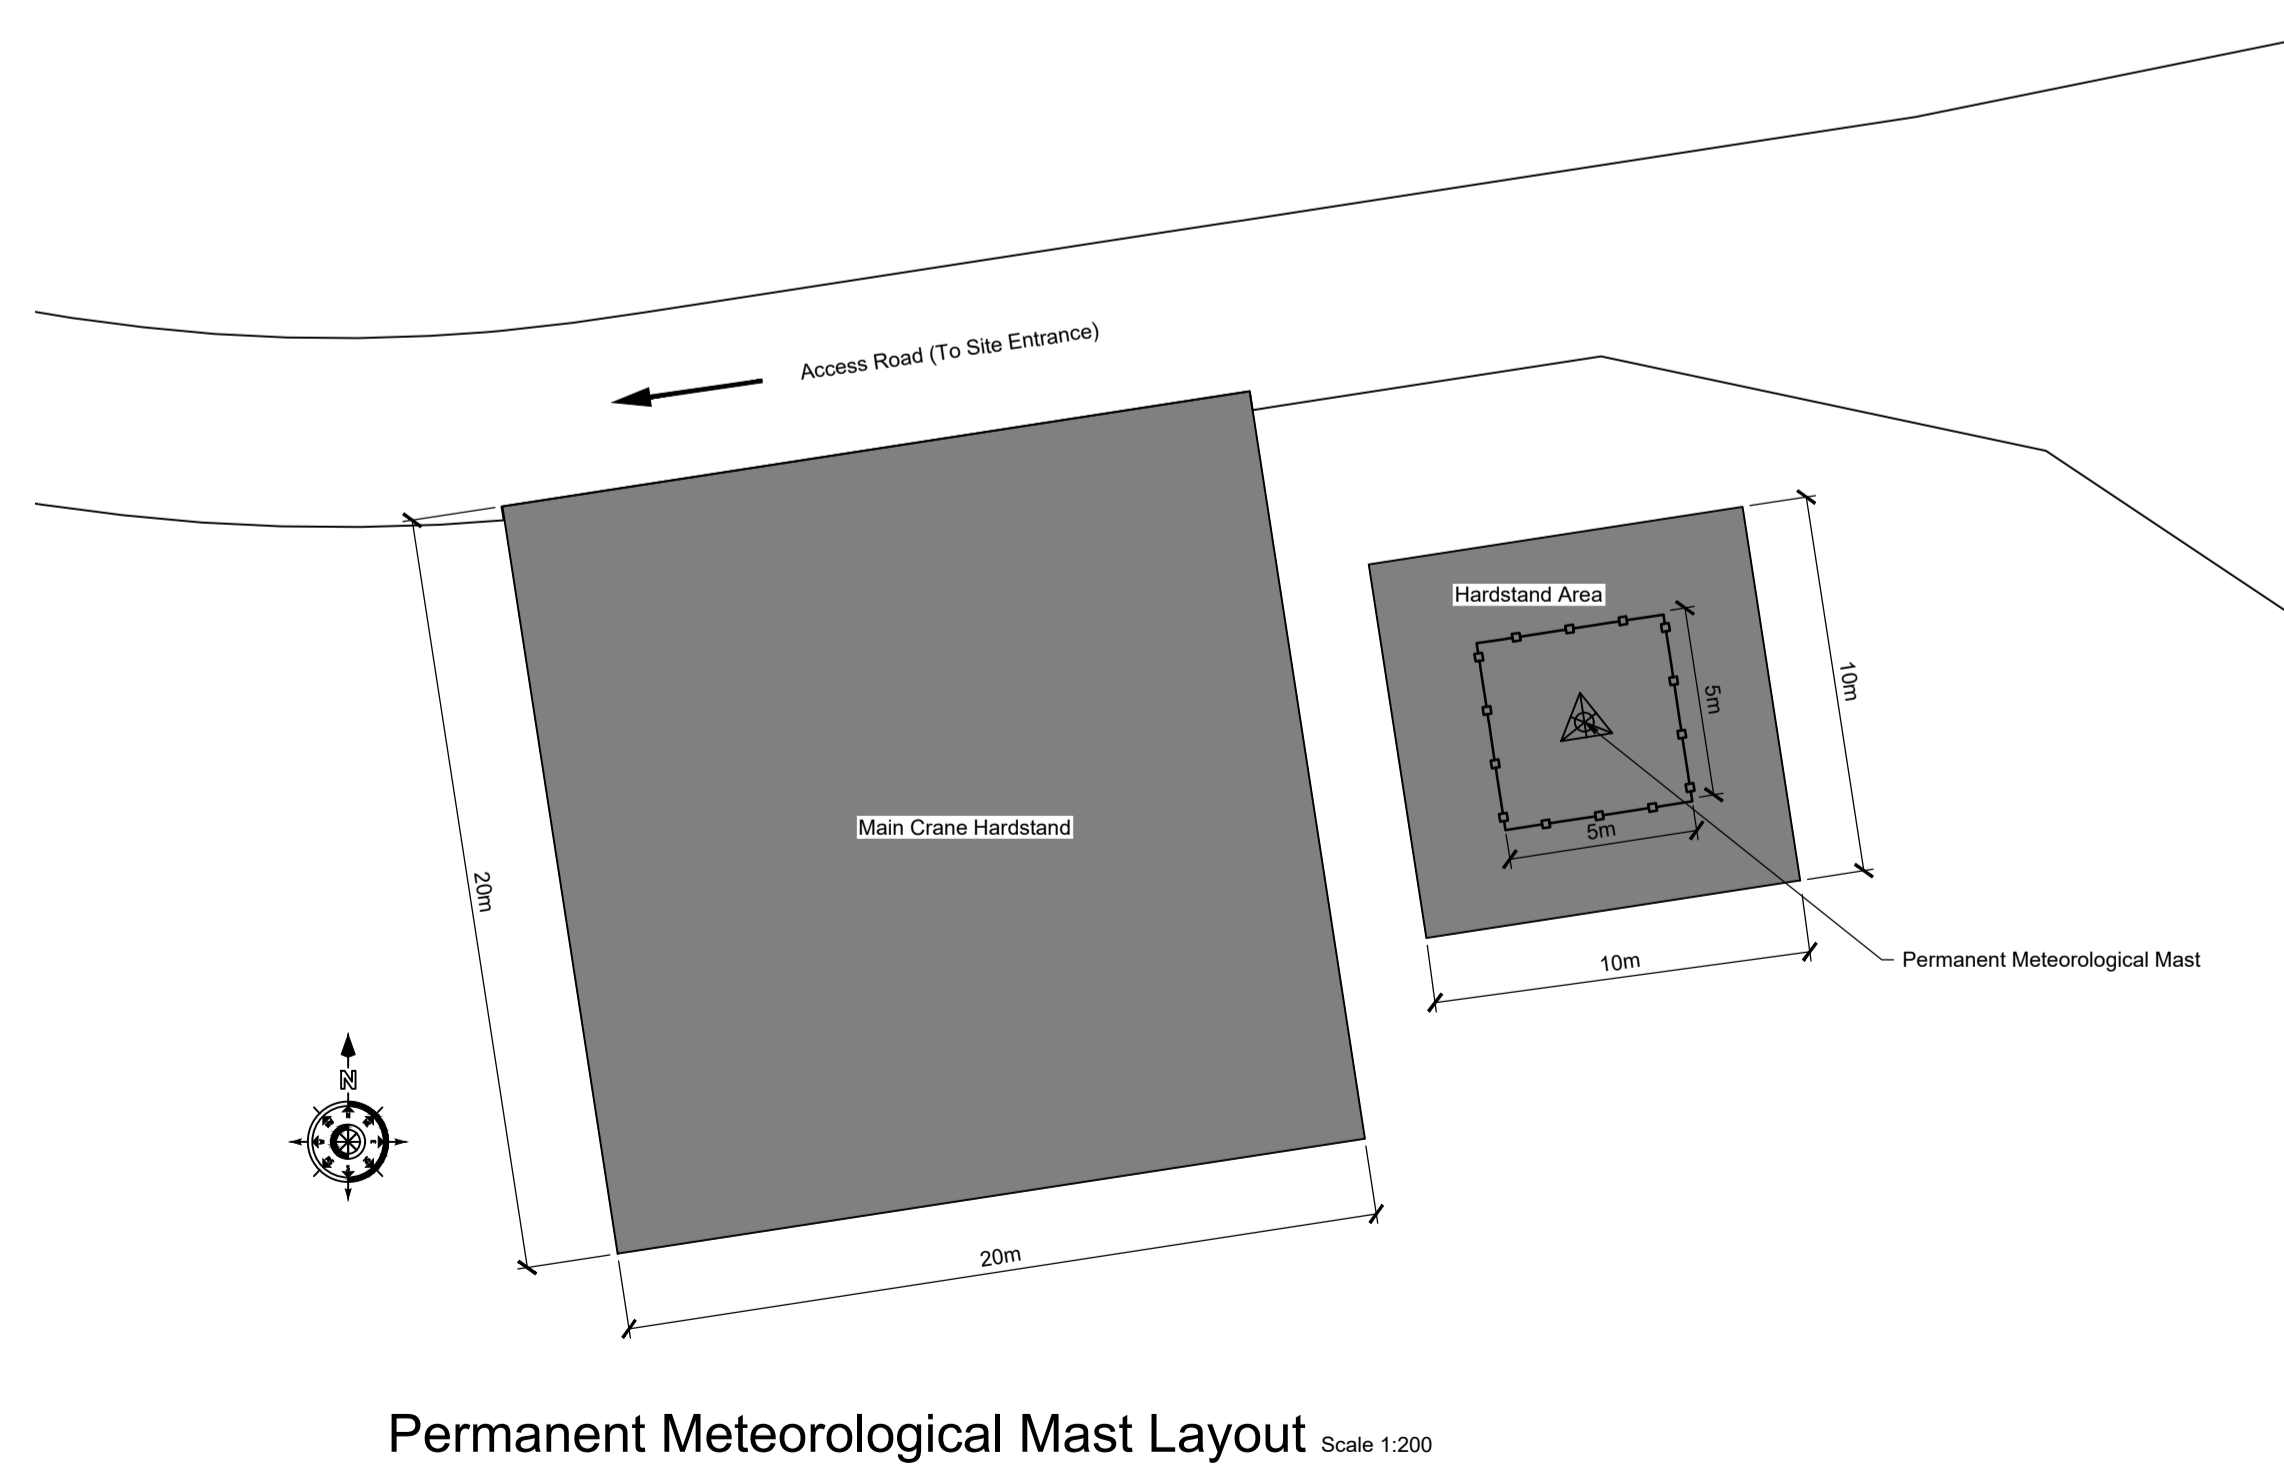 Access Road (To Site Entrance)
Hardstand Area
5m
10m
5m
Main Crane Hardstand
20m
10m
Permanent Meteorological Mast
N
20m
Permanent Meteorological Mast Layout Scale 1:200